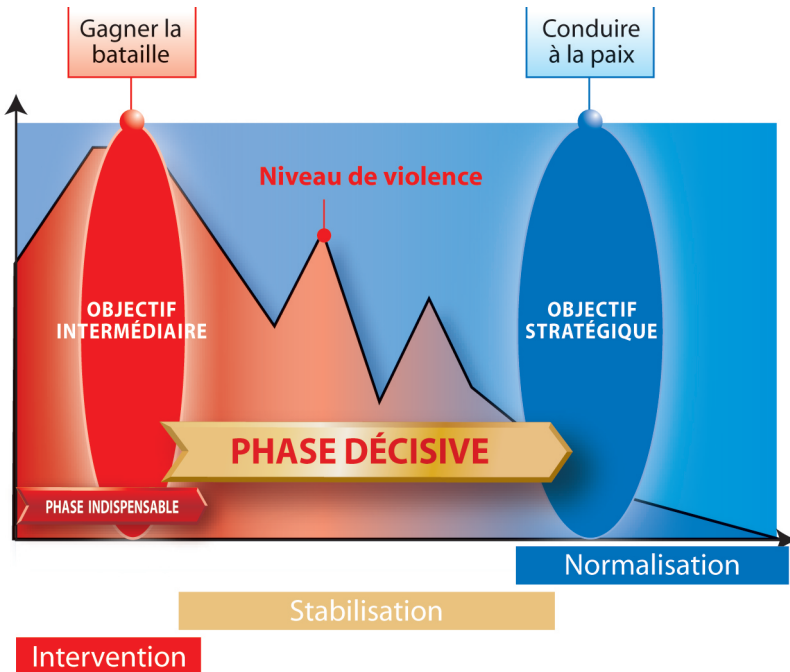 Gagner la
bataille
Conduire
à la paix
Niveau de violence
OBJECTIF
INTERMÉDIAIRE
OBJECTIF
STRATÉGIQUE
PHASE DÉCISIVE
PHASE INDISPENSABLE
Normalisation
Stabilisation
Intervention